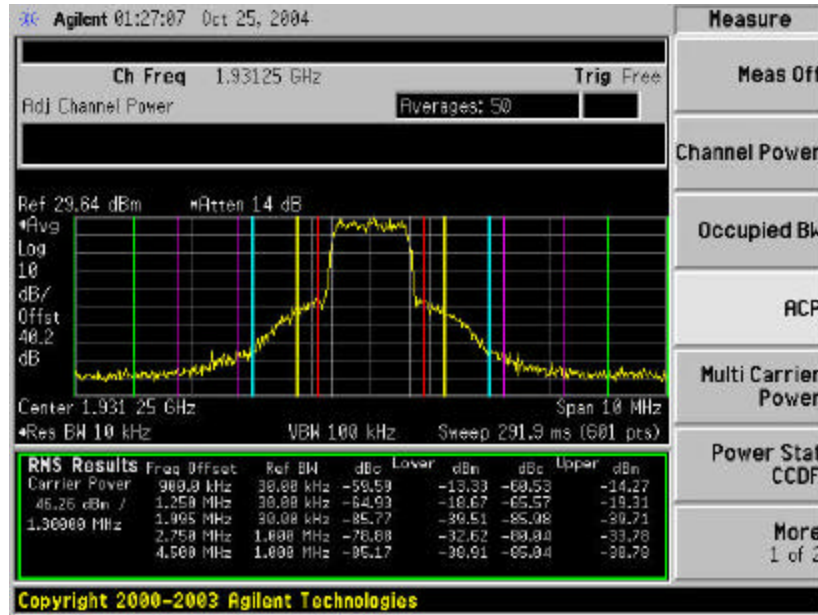 Agilent 01:27:07 Oct 25, 2004
Measure
Ch Freq 1.93125 GHz Trig Free
Adj Channel Power Averages: 50
Meas Off
Channel Power
Occupied BW
ACP
Multi Carrier
Power
Power Stat
CCDF
More
1 of 2
Ref 29.64 dBm *Atten 14 dB
*Avg
Log
10
dB/
Offst
40.2
dB
Center 1.931 25 GHz Span 10 MHz
*Res BW 10 kHz VBW 100 kHz Sweep 291.9 ms (601 pts)
RMS Results Freq Offset Ref BW dBc Lower dBm dBc Upper dBm
Carrier Power 900.0 kHz 30.00 kHz -59.59 -13.33 -60.53 -14.27
46.26 dBm / 1.250 MHz 30.00 kHz -64.93 -18.67 -65.57 -19.31
1.30000 MHz 1.995 MHz 30.00 kHz -85.77 -39.51 -85.98 -39.71
2.750 MHz 1.000 MHz -78.88 -32.62 -80.04 -33.78
4.500 MHz 1.000 MHz -85.17 -38.91 -85.04 -38.78
Copyright 2000-2003 Agilent Technologies